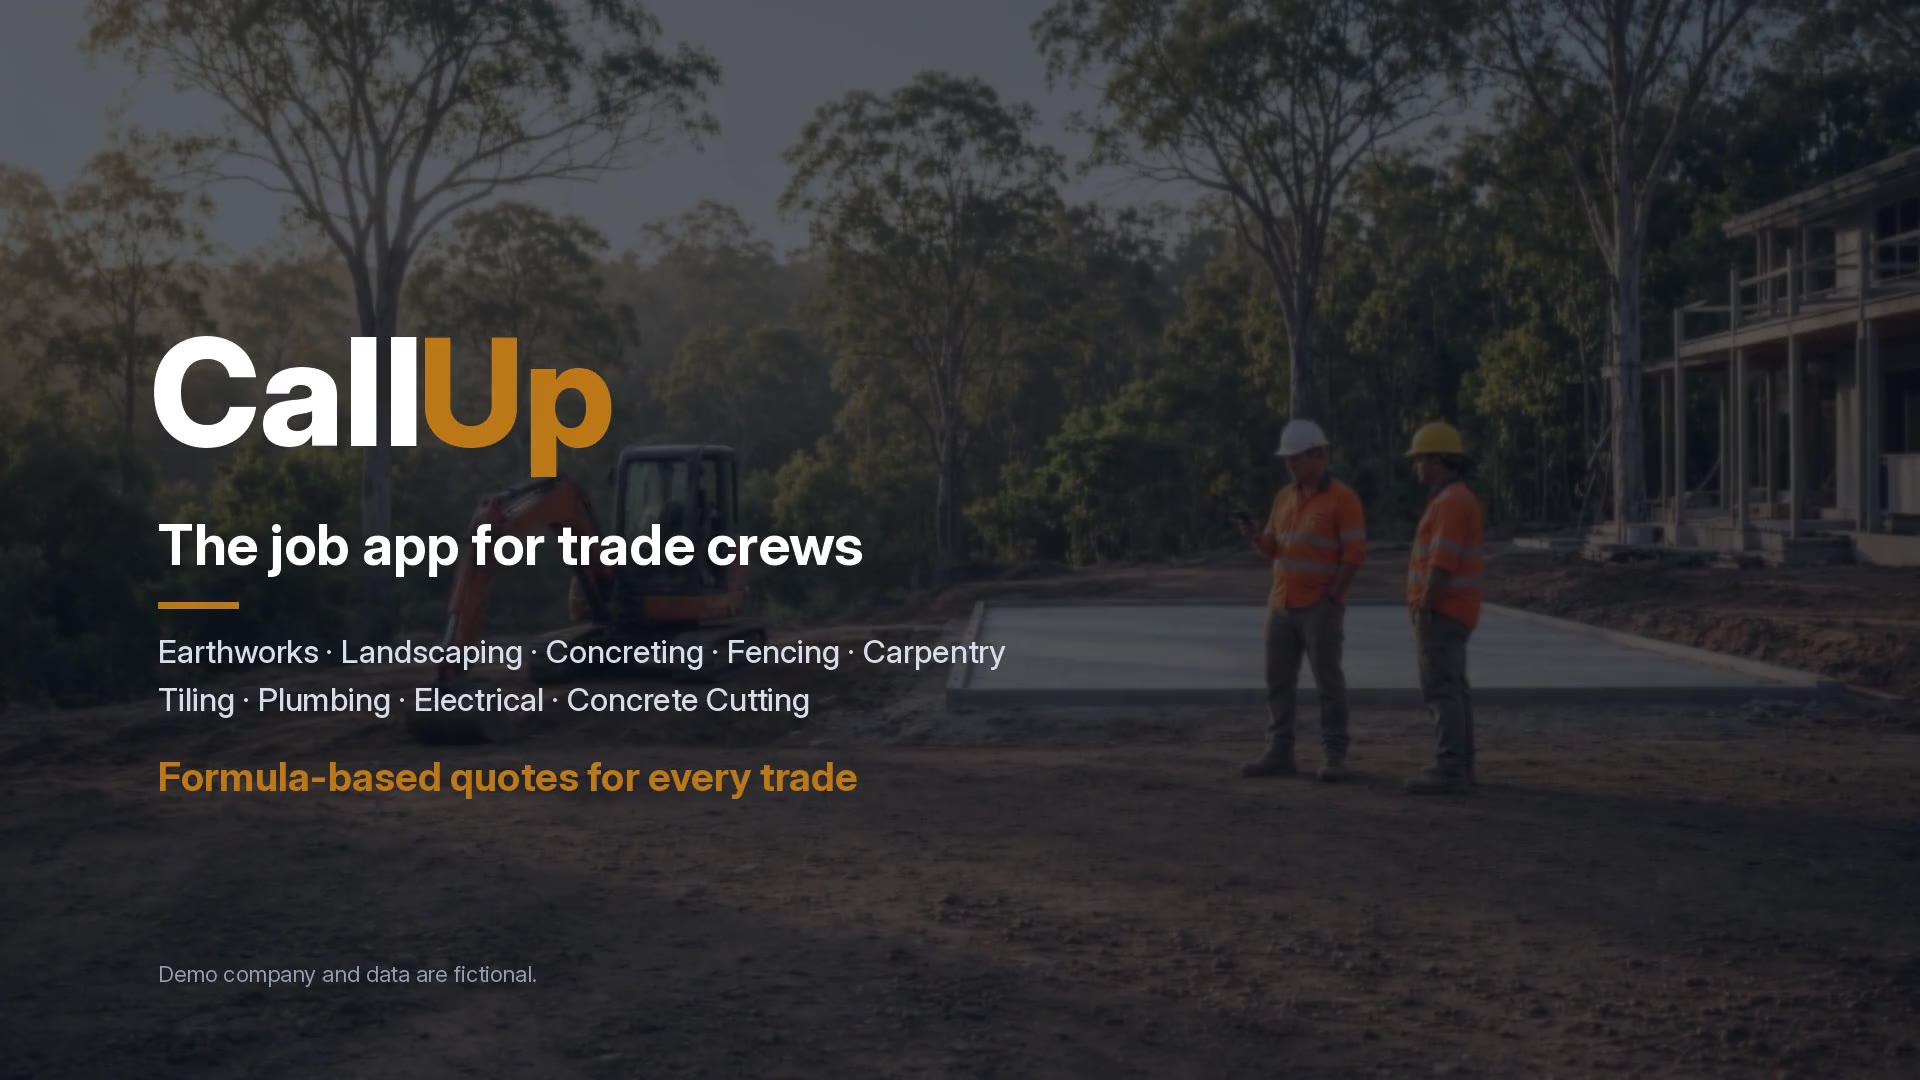 CallUp
The job app for trade crews
Earthworks · Landscaping · Concreting · Fencing · Carpentry
Tiling · Plumbing · Electrical · Concrete Cutting
Formula-based quotes for every trade
Demo company and data are fictional.